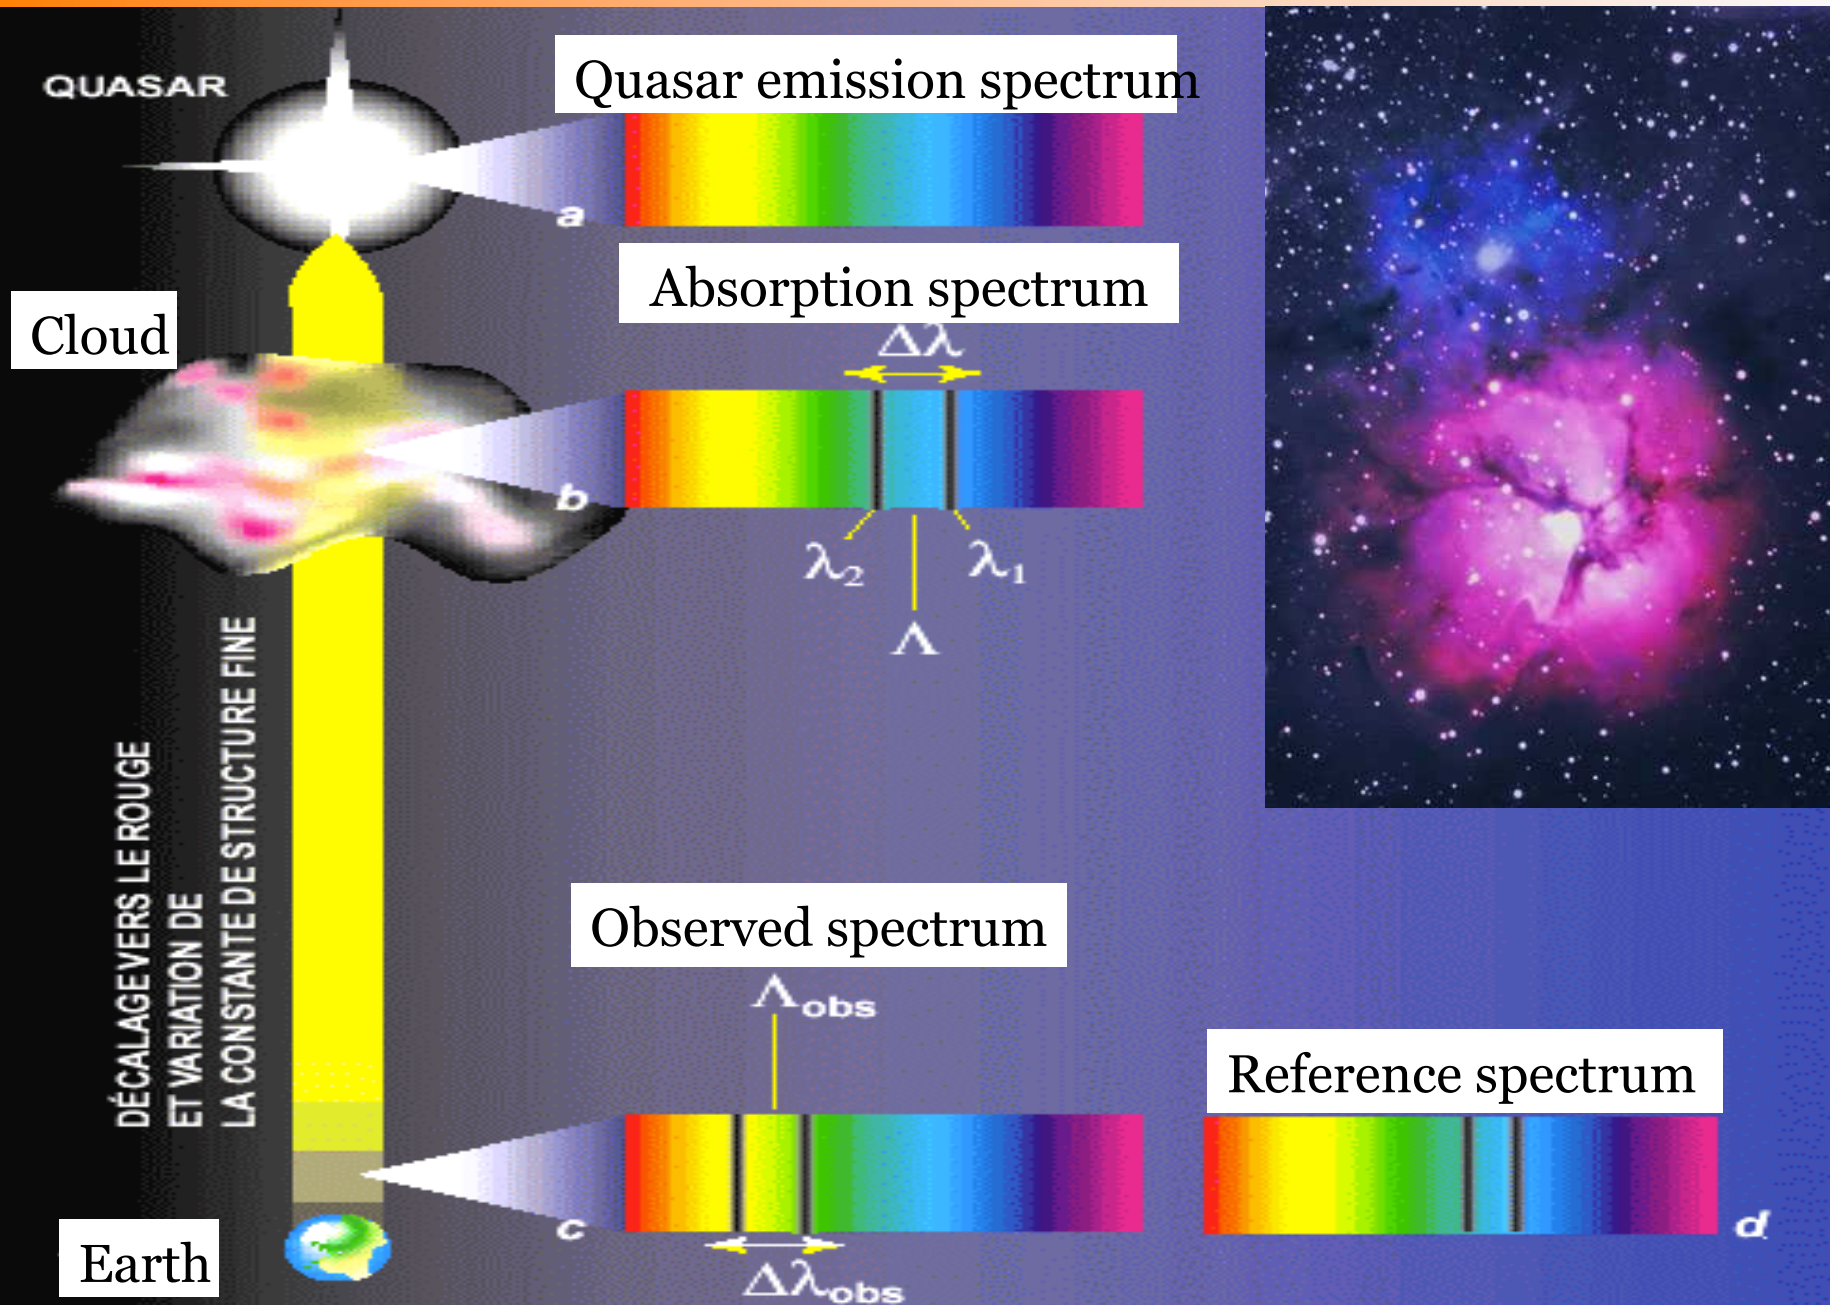 QUASAR
Quasar emission spectrum
a
Absorption spectrum
Δλ
Cloud
b
λ₂
λ₁
Λ
DÉCALAGE VERS LE ROUGE
ET VARIATION DE
LA CONSTANTE DE STRUCTURE FINE
Observed spectrum
Λobs
Reference spectrum
c
d
Earth
Δλobs